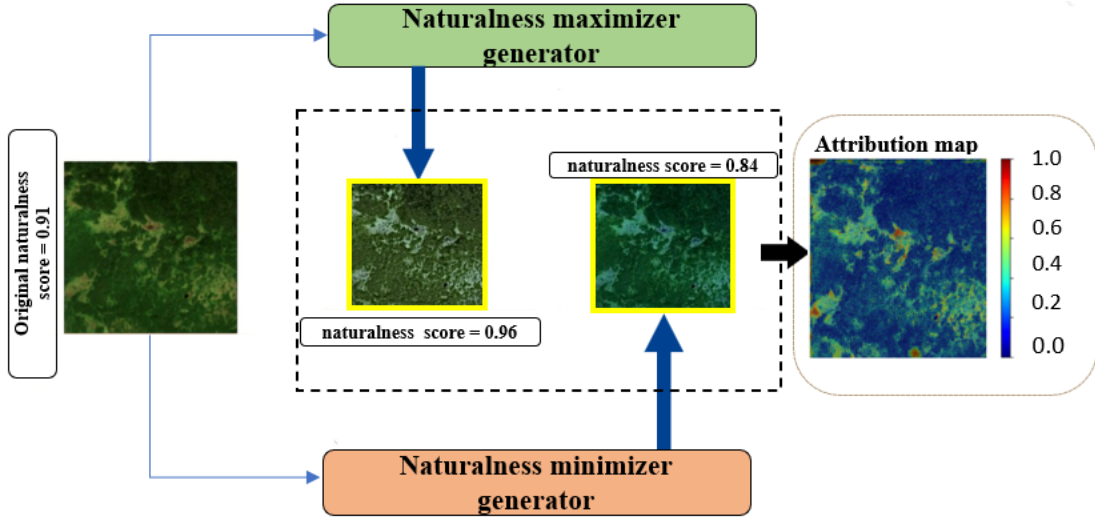 Naturalness maximizer
generator
Original naturalness
score = 0.91
naturalness score = 0.84
naturalness score = 0.96
Attribution map
1.0
0.8
0.6
0.4
0.2
0.0
Naturalness minimizer
generator